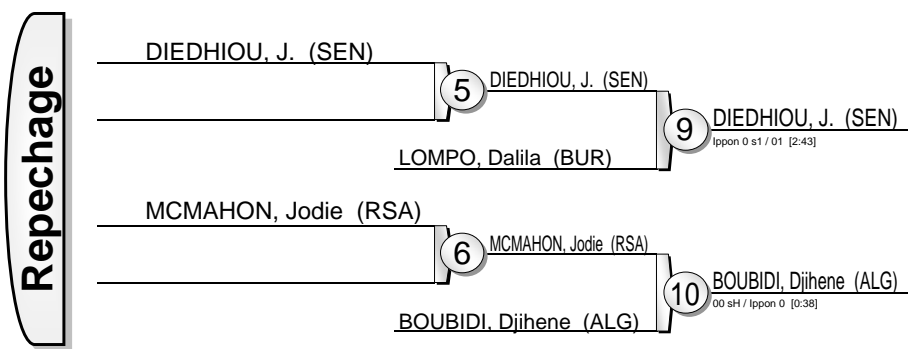 Repechage
DIEDHIOU, J. (SEN)
5
DIEDHIOU, J. (SEN)
LOMPO, Dalila (BUR)
9
DIEDHIOU, J. (SEN)
Ippon 0 s1 / 01 [2:43]
MCMAHON, Jodie (RSA)
6
MCMAHON, Jodie (RSA)
BOUBIDI, Djihene (ALG)
10
BOUBIDI, Djihene (ALG)
00 sH / Ippon 0 [0:38]